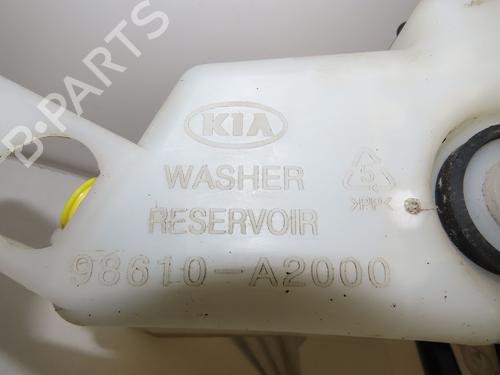 B-PARTS
KIA
WASHER
RESERVOIR
5
>PP<
98610-A2000